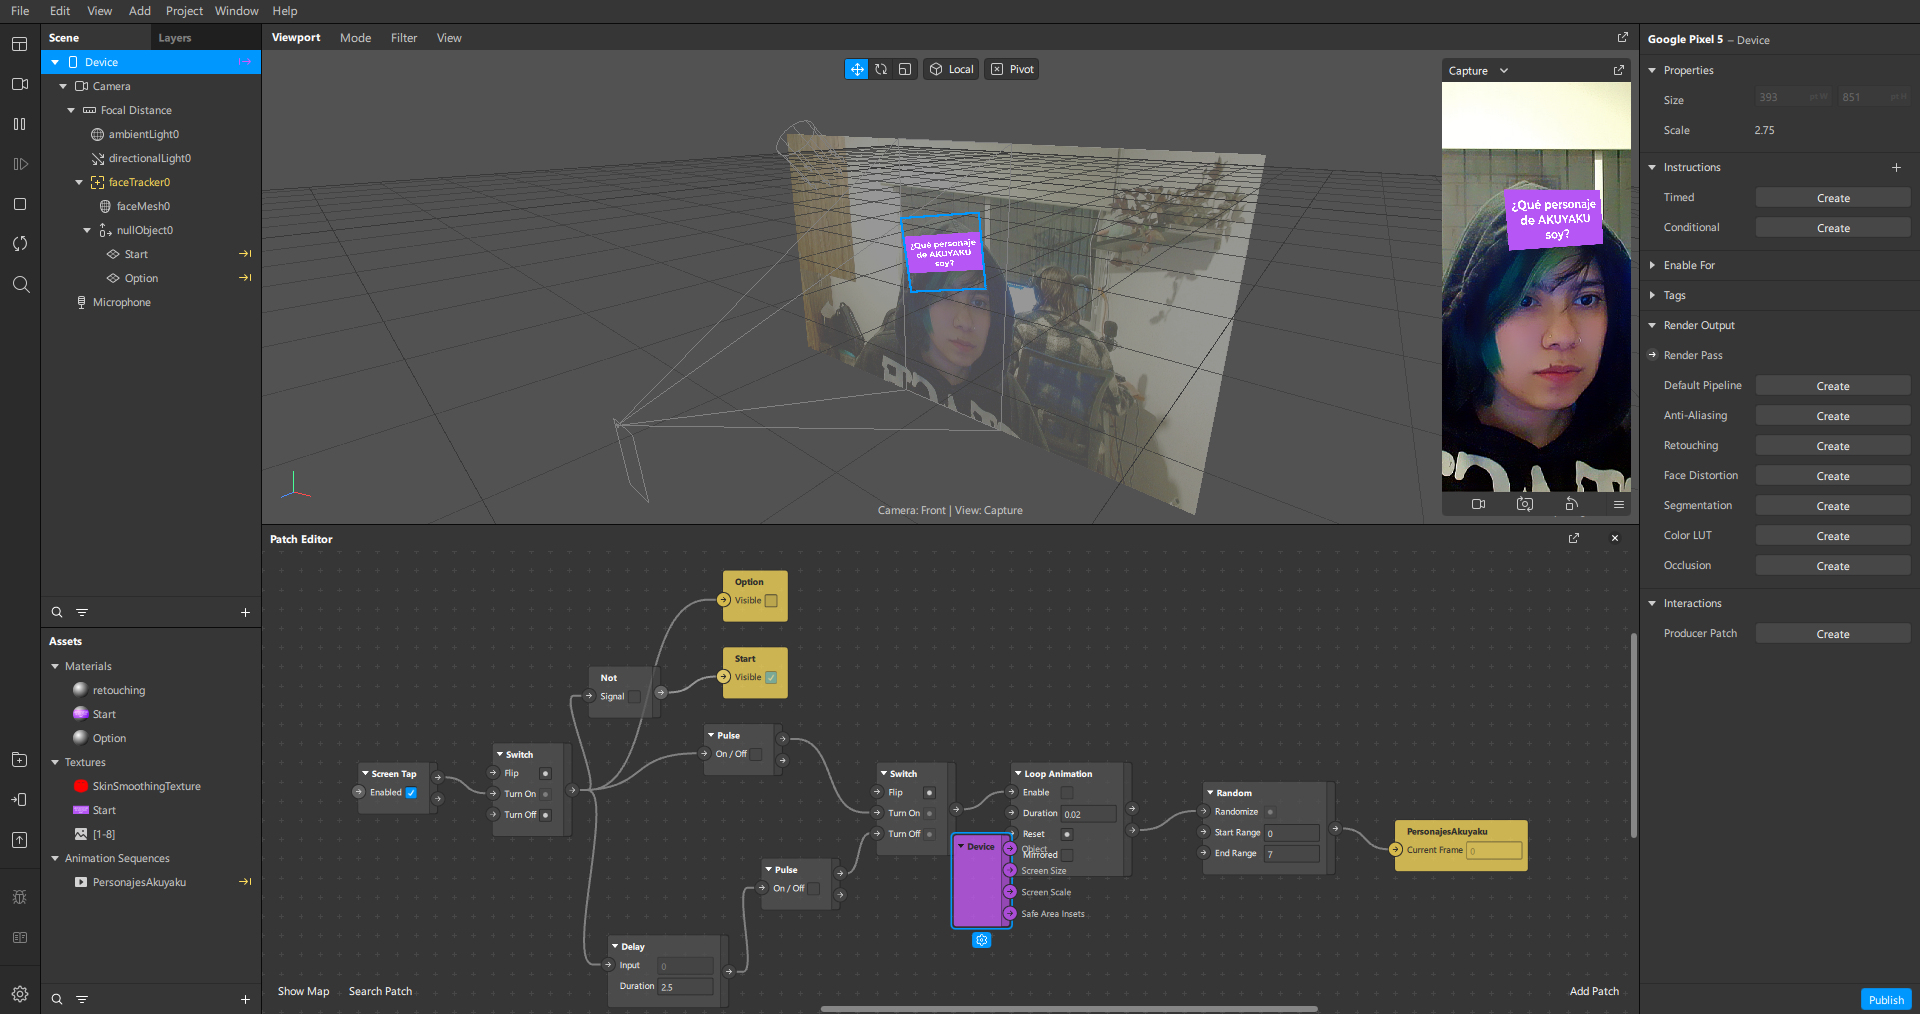 File Edit View Add Project Window Help
Scene Layers
Device
Camera
Focal Distance
ambientLight0
directionalLight0
faceTracker0
faceMesh0
nullObject0
Start
Option
Microphone
Assets
Materials
retouching
Start
Option
Textures
SkinSmoothingTexture
Start
[1-8]
Animation Sequences
PersonajesAkuyaku
Viewport Mode Filter View
Local Pivot
¿Qué personaje
de AKUYAKU
soy?
Camera: Front | View: Capture
Capture
¿Qué personaje
de AKUYAKU
soy?
Patch Editor
Option
Visible
Start
Visible
Not
Signal
Pulse
On / Off
Switch
Flip
Turn On
Turn Off
Screen Tap
Enabled
Switch
Flip
Turn On
Turn Off
Loop Animation
Enable
Duration 0.02
Reset
Mirrored
Random
Randomize
Start Range 0
End Range 7
PersonajesAkuyaku
Current Frame 0
Device
Object
Screen Size
Screen Scale
Safe Area Insets
Pulse
On / Off
Delay
Input 0
Duration 2.5
Show Map Search Patch Add Patch
Google Pixel 5 – Device
Properties
Size 393 pt W 851 pt H
Scale 2.75
Instructions
Timed Create
Conditional Create
Enable For
Tags
Render Output
Render Pass
Default Pipeline Create
Anti-Aliasing Create
Retouching Create
Face Distortion Create
Segmentation Create
Color LUT Create
Occlusion Create
Interactions
Producer Patch Create
Publish